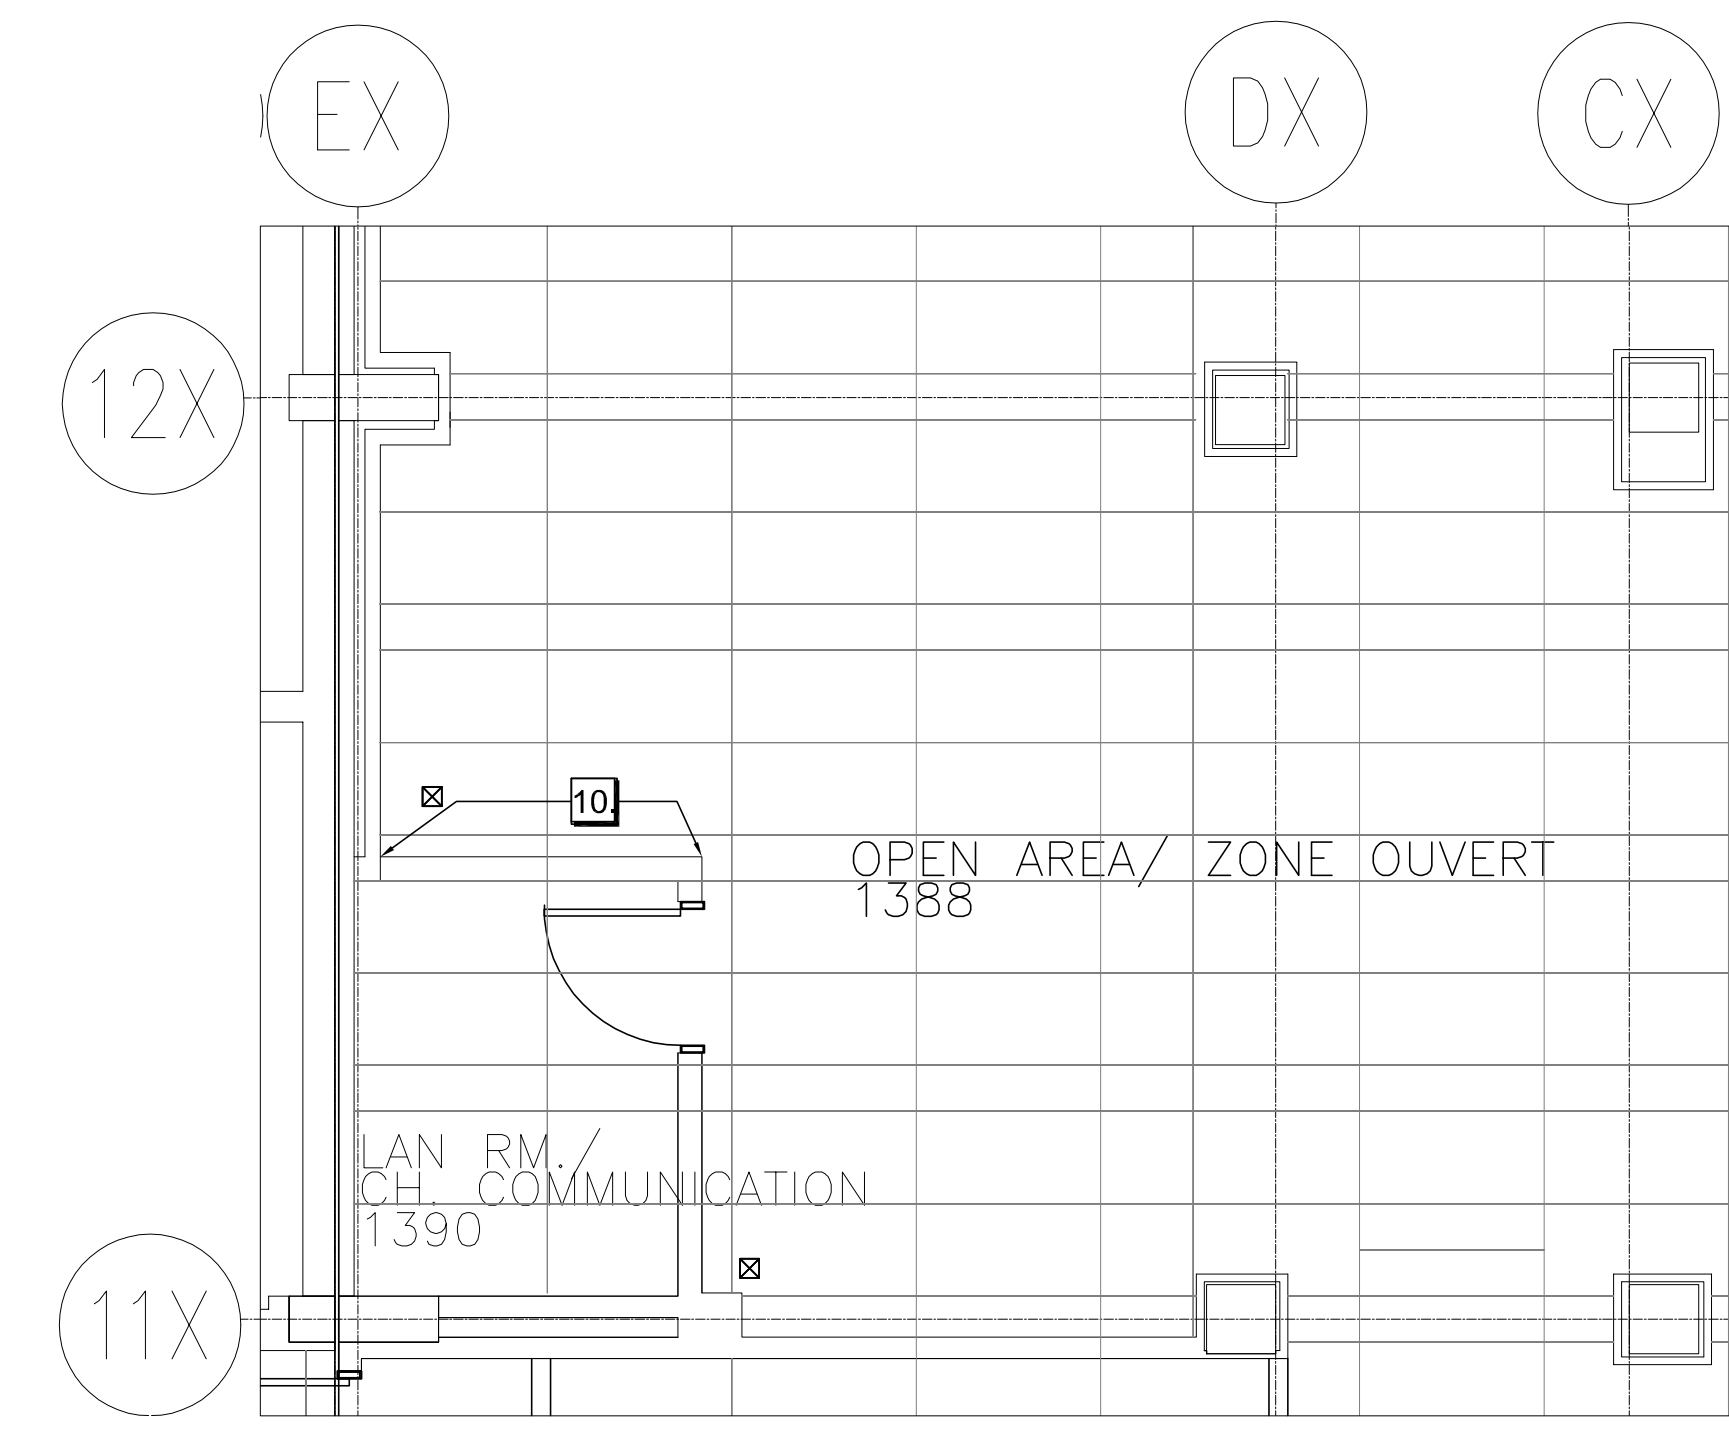 EX
DX
CX
12X
10.
OPEN AREA/ ZONE OUVERT
1388
LAN RM./
CH. COMMUNICATION
1390
11X